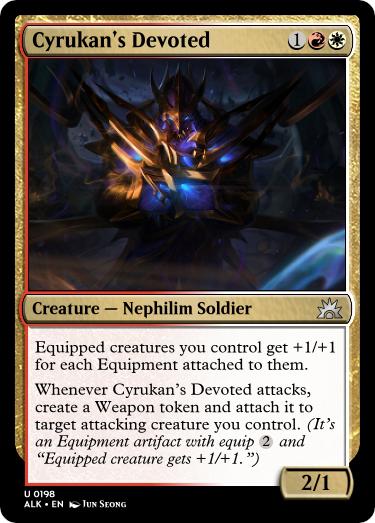 Cyrukan's Devoted 1
Creature — Nephilim Soldier
Equipped creatures you control get +1/+1
for each Equipment attached to them.
Whenever Cyrukan's Devoted attacks,
create a Weapon token and attach it to
target attacking creature you control. (It's
an Equipment artifact with equip 2 and
“Equipped creature gets +1/+1.”)
2/1
U 0198
ALK • EN Jun Seong